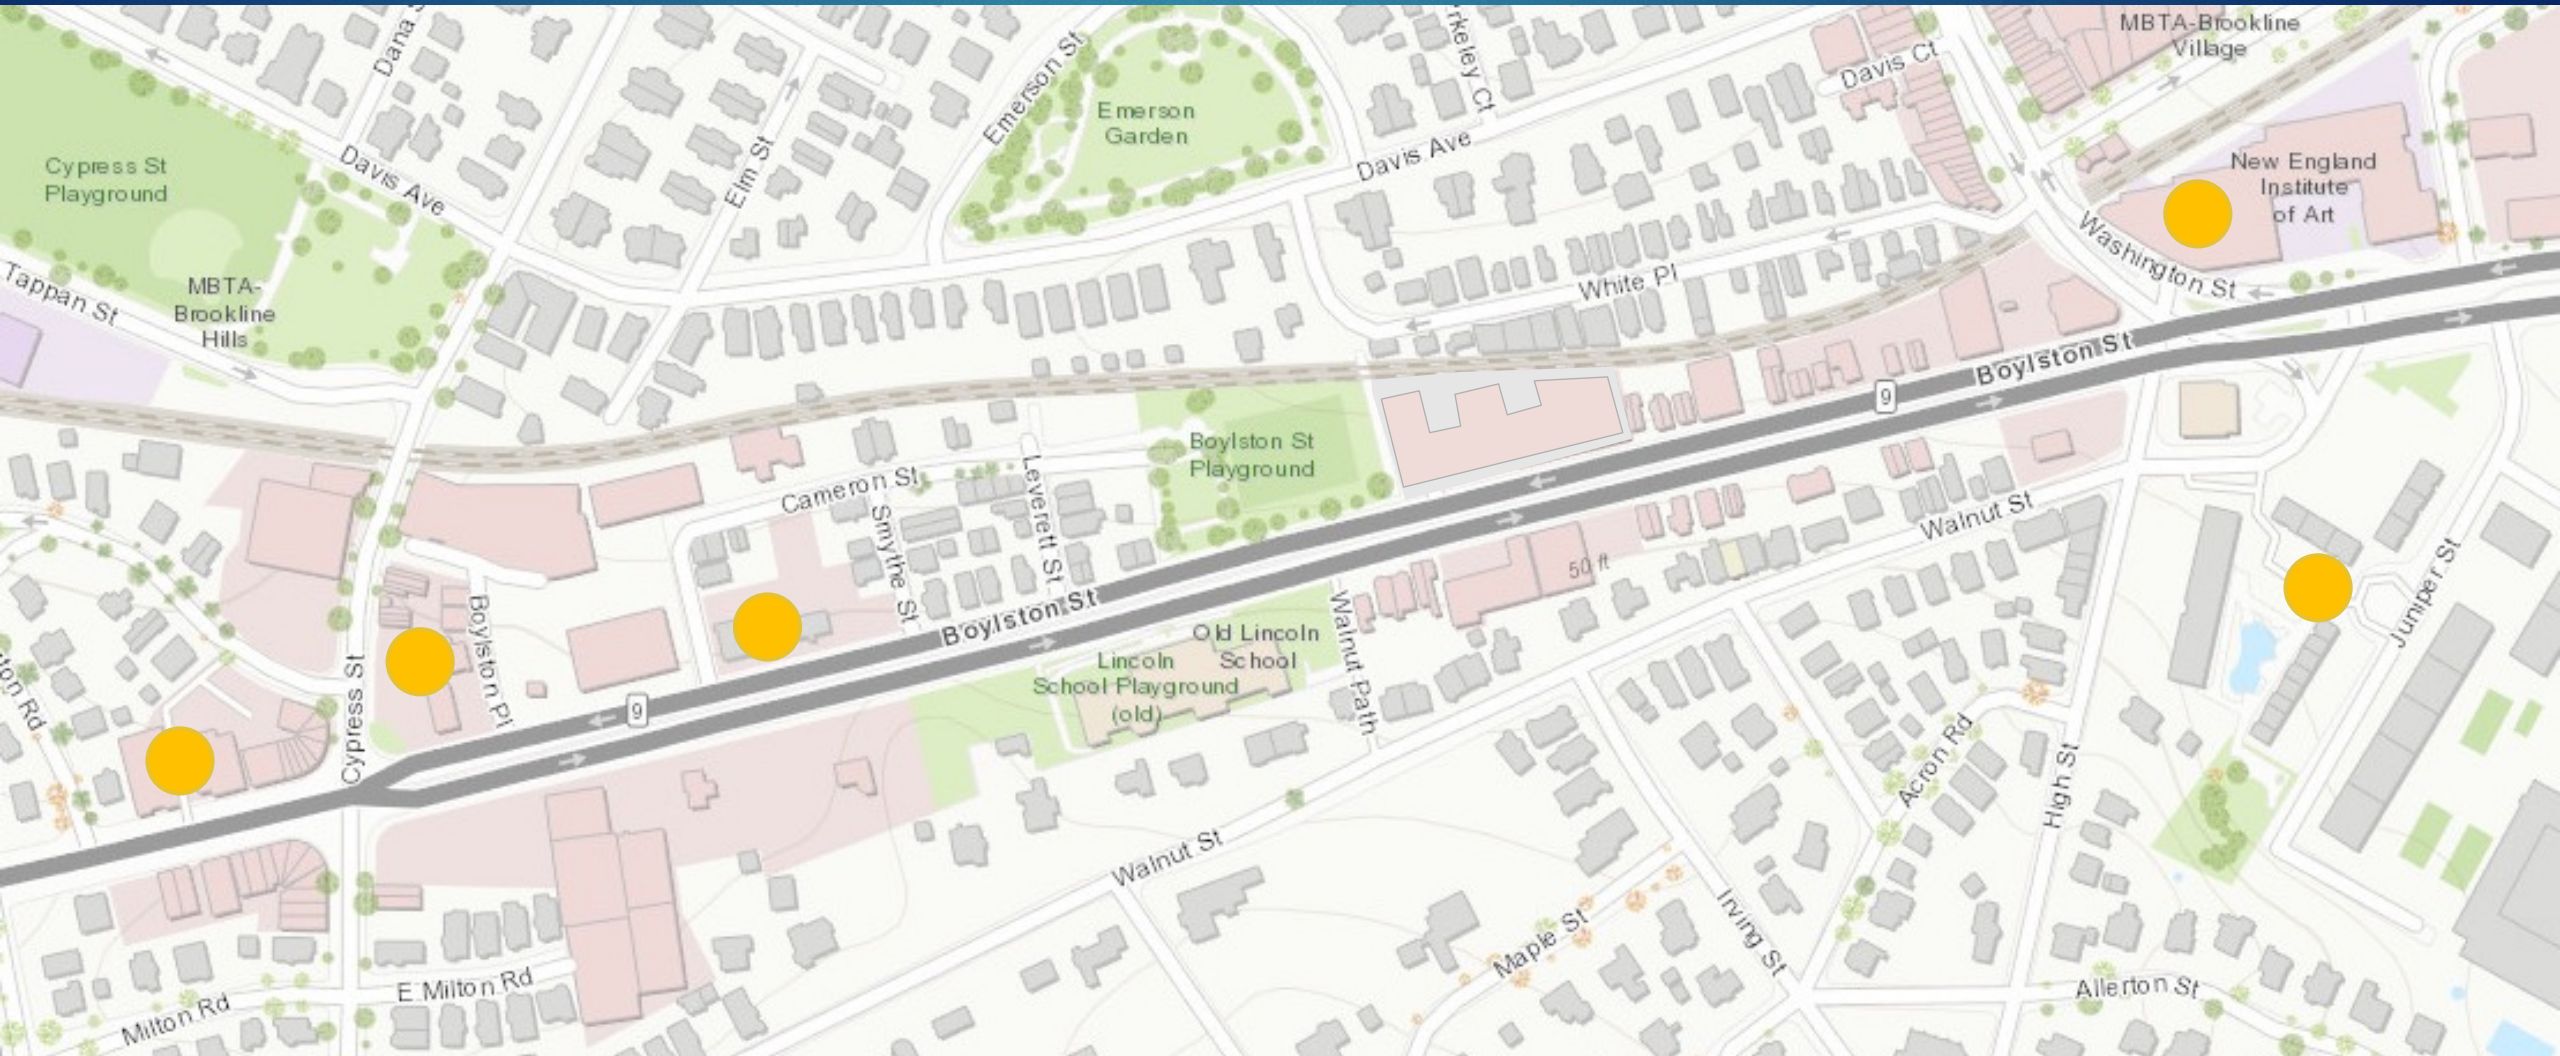 MBTA-Brookline
Village
Dana
Emerson St
Davis Ct
Emerson
Garden
Davis Ave
Cypress St
Playground
Davis Ave
Elm St
New England
Institute
of Art
Washington St
Tappan St
MBTA-
Brookline
Hills
White Pl
Boylston St
9
Boylston St
Playground
Cameron St
Leverett St
Smythe St
Walnut St
50 ft
Boylston St
Juniper St
Boylston Pl
Old Lincoln
School
Lincoln
School Playground
(old)
Walnut Path
Cypress St
9
Acron Rd
High St
Walnut St
Irving St
Maple St
E Milton Rd
Milton Rd
Allerton St